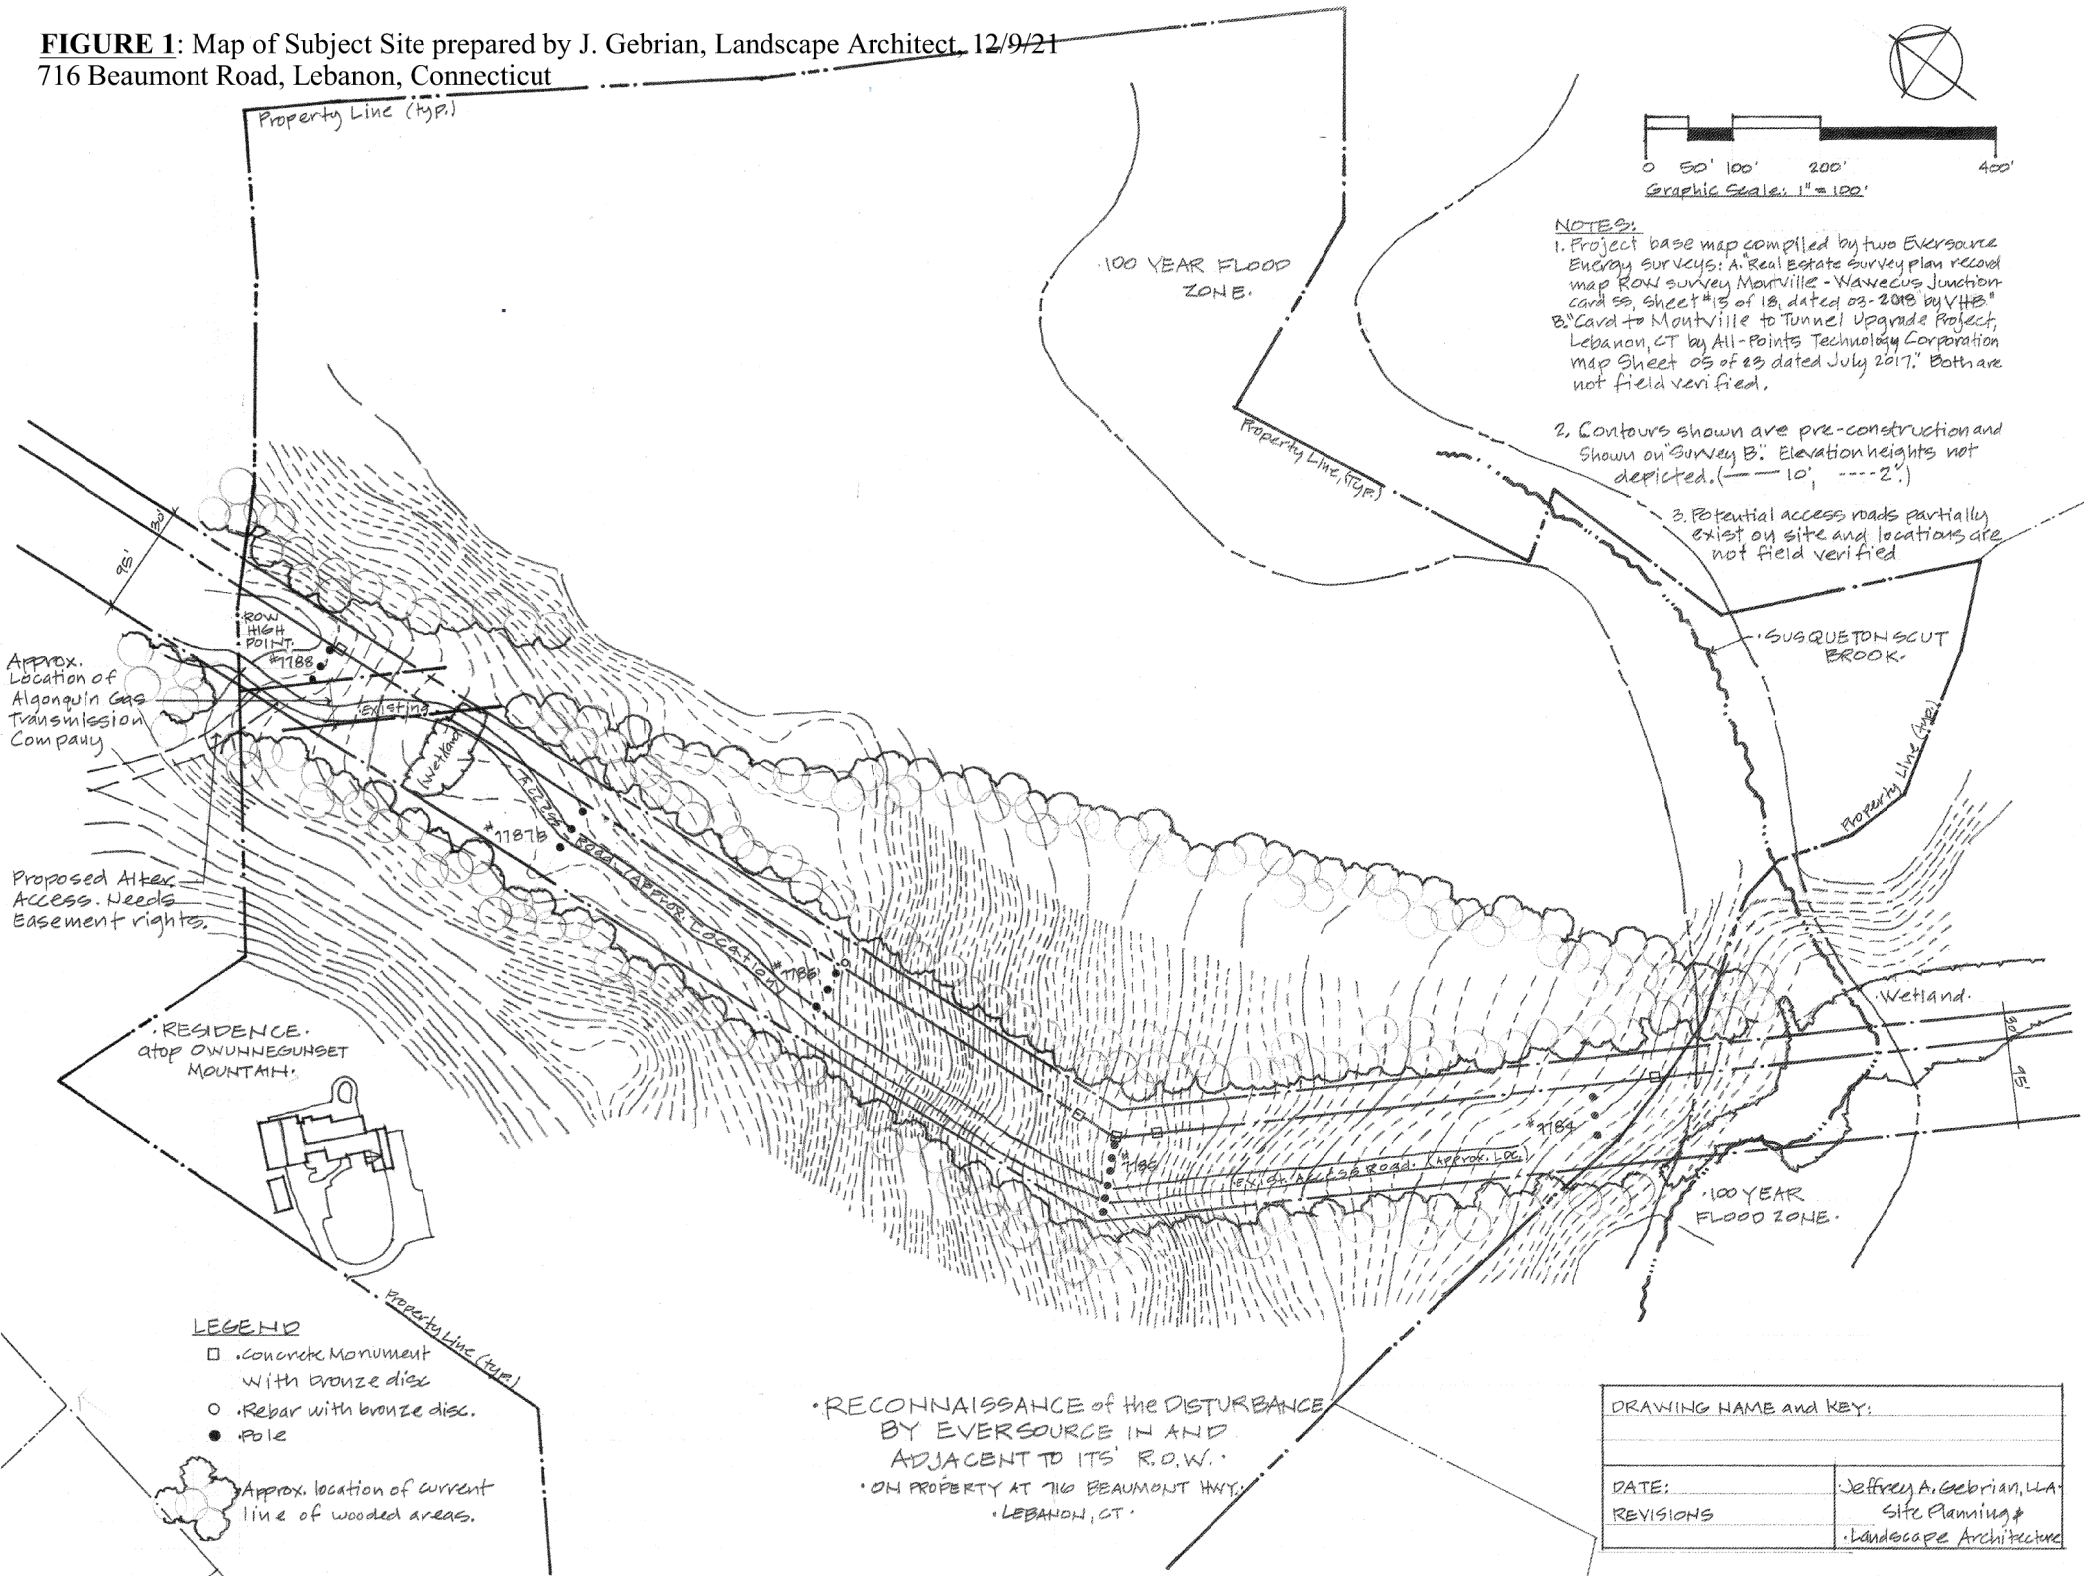 FIGURE 1: Map of Subject Site prepared by J. Gebrian, Landscape Architect, 12/9/21
716 Beaumont Road, Lebanon, Connecticut
Property Line (typ.)
0 50' 100' 200' 400'
Graphic Scale: 1" = 100'
NOTES:
1. Project base map compiled by two Eversource
Energy surveys: A. "Real Estate Survey plan record
map ROW survey Montville - Wawecus Junction
card 55, Sheet #15 of 18, dated 03-2018 by VHB."
B. "Card to Montville to Tunnel Upgrade Project,
Lebanon, CT by All-Points Technology Corporation
map Sheet 05 of 23 dated July 2017." Both are
not field verified.
2. Contours shown are pre-construction and
Shown on "Survey B". Elevation heights not
depicted. (—— 10', ---- 2'.)
3. Potential access roads partially
exist on site and locations are
not field verified
·100 YEAR FLOOD
ZONE.
Property Line, (Typ.)
·SUSQUETONSCUT
BROOK.
Property Line (typ.)
30'
95'
ROW
HIGH
POINT.
#7788
Approx.
Location of
Algonquin Gas
Transmission
Company
Existing
Wetland
Access Road (APPROX. LOCATION)
#7787B
#7786
Proposed Alter.
Access. Needs
Easement rights.
·Wetland.
30'
95'
·RESIDENCE·
atop OWUNNEGUNSET
MOUNTAIN·
#7785
#7784
Exist. Access Road. (Approx. Loc.)
·100 YEAR
FLOOD ZONE.
Property Line (typ.)
LEGEND
·Concrete Monument
with bronze disc
·Rebar with bronze disc.
·Pole
Approx. location of current
line of wooded areas.
·RECONNAISSANCE of the DISTURBANCE
BY EVERSOURCE IN AND
ADJACENT TO ITS' R.O.W.·
·ON PROPERTY AT 716 BEAUMONT HWY.
·LEBANON, CT·
DRAWING NAME and KEY:
DATE:
REVISIONS
Jeffrey A. Gebrian, LLA·
Site Planning &
·Landscape Architecture